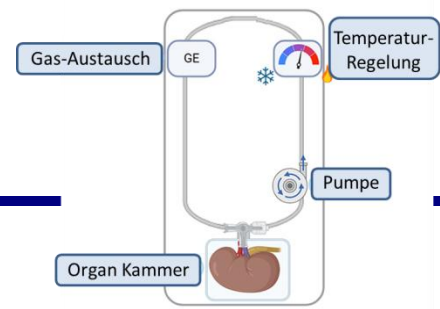 Gas-Austausch
GE
Temperatur-
Regelung
Pumpe
Organ Kammer